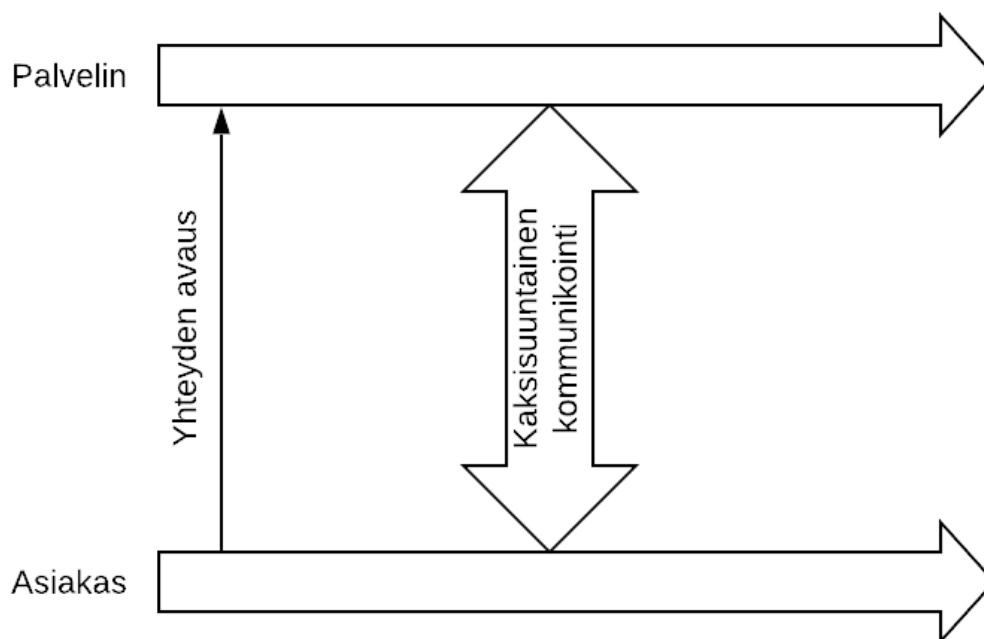 Palvelin
Yhteyden avaus
Kaksisuuntainen
kommunikointi
Asiakas